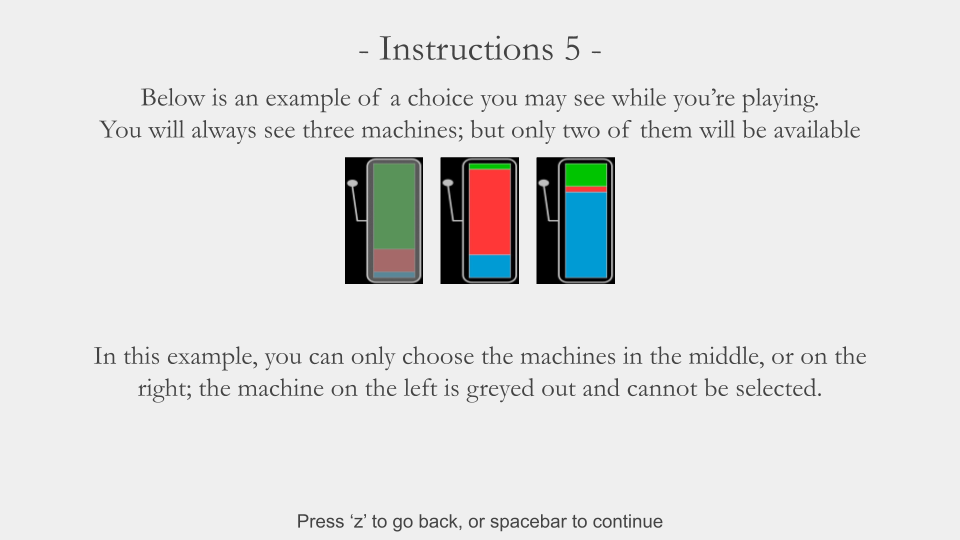 - Instructions 5 -
Below is an example of a choice you may see while you’re playing.
You will always see three machines; but only two of them will be available
In this example, you can only choose the machines in the middle, or on the
right; the machine on the left is greyed out and cannot be selected.
Press ‘z’ to go back, or spacebar to continue